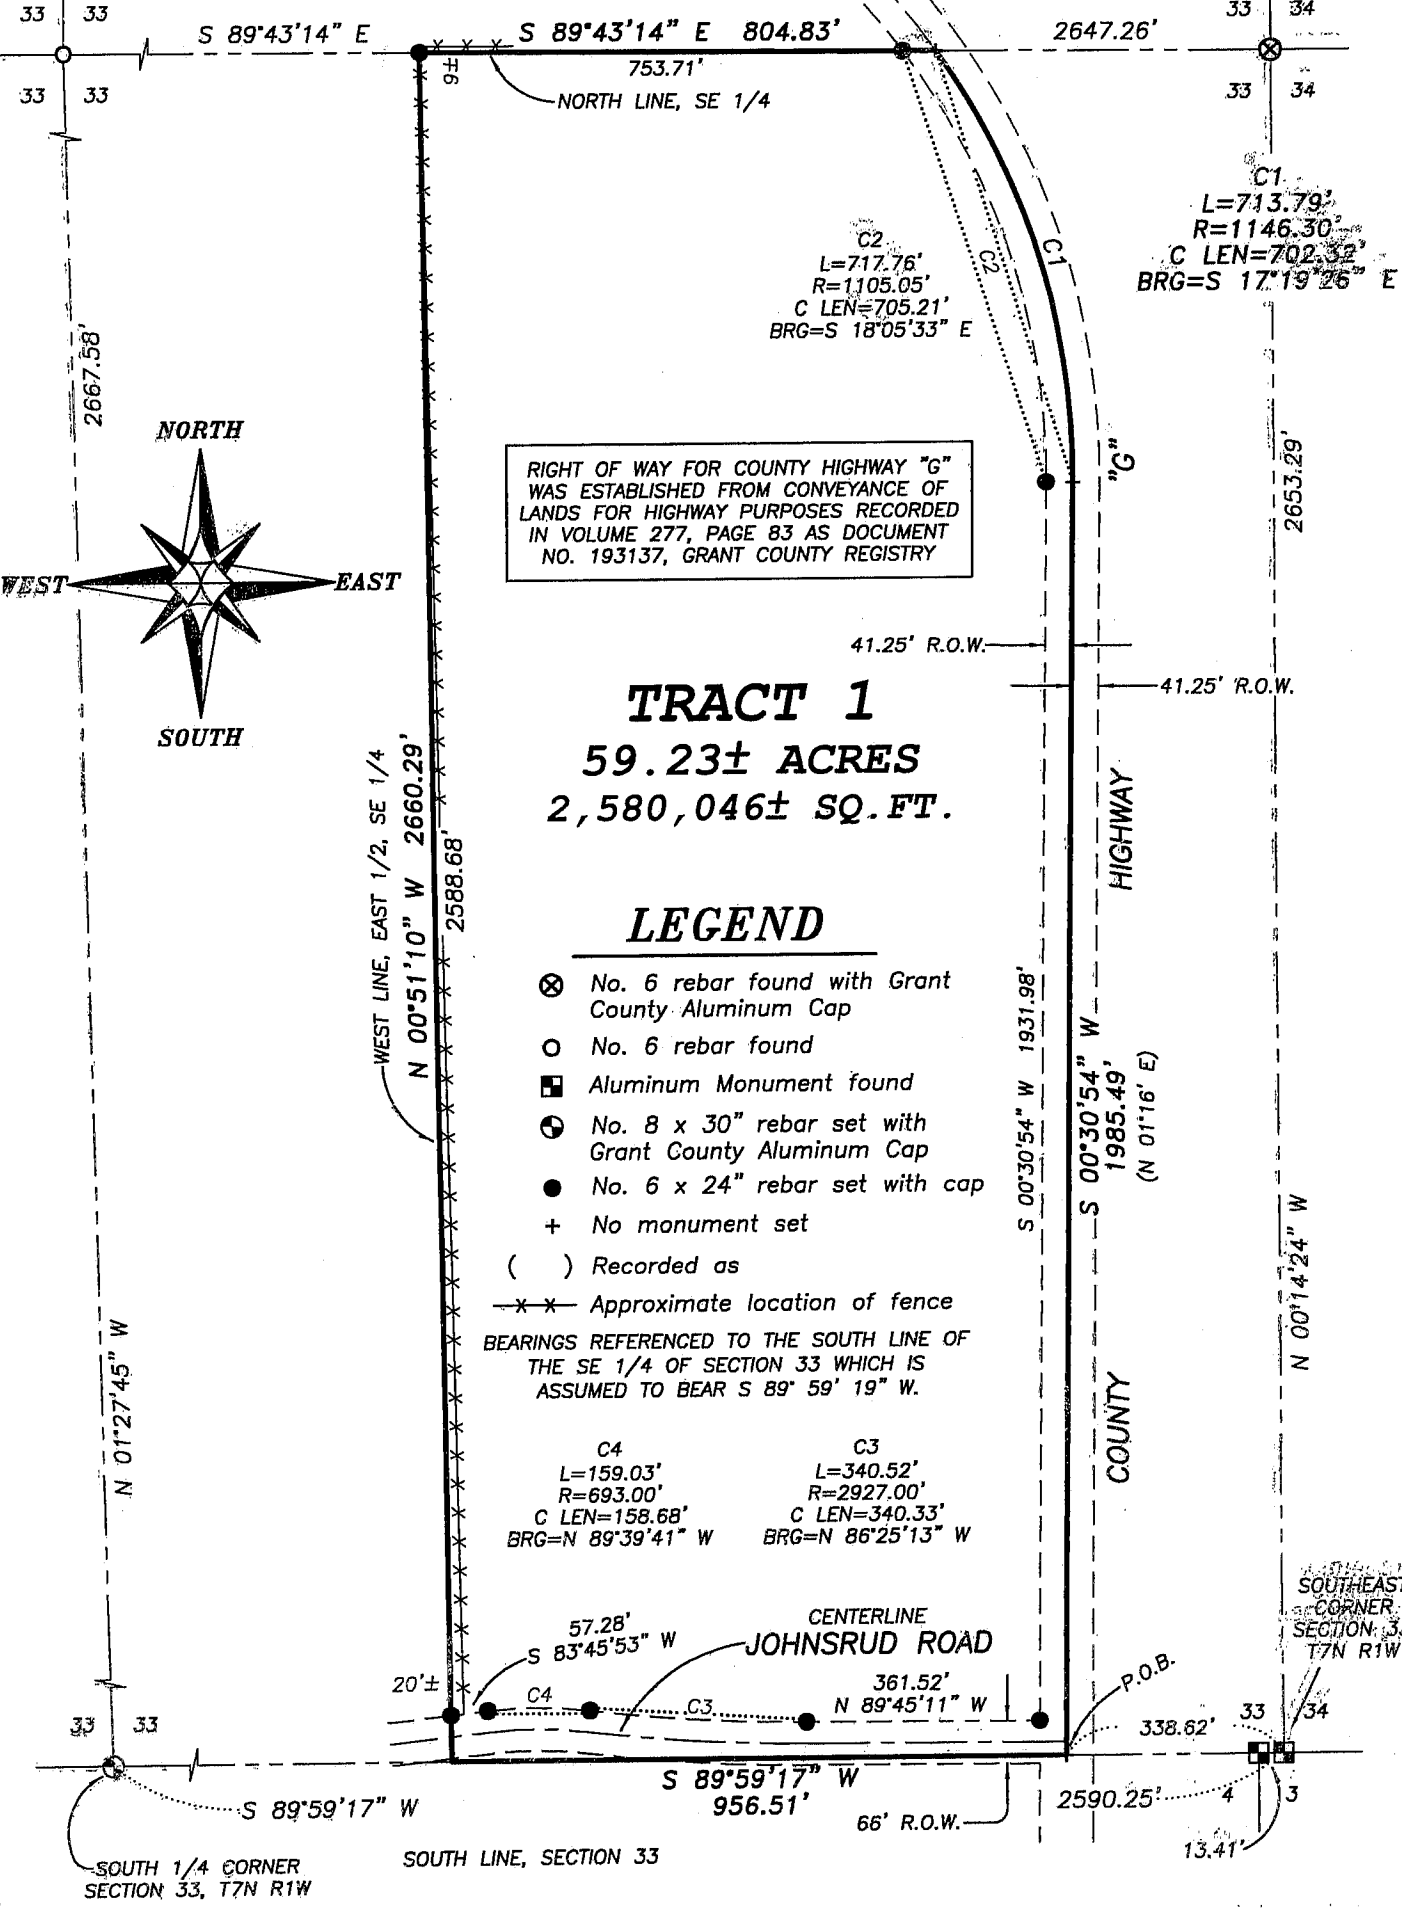 33 33
S 89°43'14" E
S 89°43'14" E 804.83'
2647.26'
33 34
753.71'
6'±
NORTH LINE, SE 1/4
33 33
33 34
C1
L=713.79'
R=1146.30'
C LEN=702.32'
BRG=S 17°19'26" E
C2
L=717.76'
R=1105.05'
C LEN=705.21'
BRG=S 18°05'33" E
C2
C1
2667.58'
NORTH
WEST
EAST
SOUTH
RIGHT OF WAY FOR COUNTY HIGHWAY "G"
WAS ESTABLISHED FROM CONVEYANCE OF
LANDS FOR HIGHWAY PURPOSES RECORDED
IN VOLUME 277, PAGE 83 AS DOCUMENT
NO. 193137, GRANT COUNTY REGISTRY
"G"
2653.29'
41.25' R.O.W.
41.25' R.O.W.
TRACT 1
59.23± ACRES
2,580,046± SQ.FT.
WEST LINE, EAST 1/2, SE 1/4
N 00°51'10" W 2660.29'
2588.68'
HIGHWAY
LEGEND
No. 6 rebar found with Grant
County Aluminum Cap
No. 6 rebar found
Aluminum Monument found
No. 8 x 30" rebar set with
Grant County Aluminum Cap
No. 6 x 24" rebar set with cap
+ No monument set
( ) Recorded as
—x—x— Approximate location of fence
S 00°30'54" W 1931.98'
S 00°30'54" W
1985.49'
(N 01°16' E)
N 00°14'24" W
BEARINGS REFERENCED TO THE SOUTH LINE OF
THE SE 1/4 OF SECTION 33 WHICH IS
ASSUMED TO BEAR S 89° 59' 19" W.
N 01°27'45" W
COUNTY
C4
L=159.03'
R=693.00'
C LEN=158.68'
BRG=N 89°39'41" W
C3
L=340.52'
R=2927.00'
C LEN=340.33'
BRG=N 86°25'13" W
SOUTHEAST
CORNER
SECTION 33
T7N R1W
57.28'
S 83°45'53" W
CENTERLINE
JOHNSRUD ROAD
20'±
C4
C3
361.52'
N 89°45'11" W
P.O.B.
33 33
338.62'
33 34
S 89°59'17" W
S 89°59'17" W
956.51'
66' R.O.W.
2590.25'
4 3
13.41'
SOUTH 1/4 CORNER
SECTION 33, T7N R1W
SOUTH LINE, SECTION 33